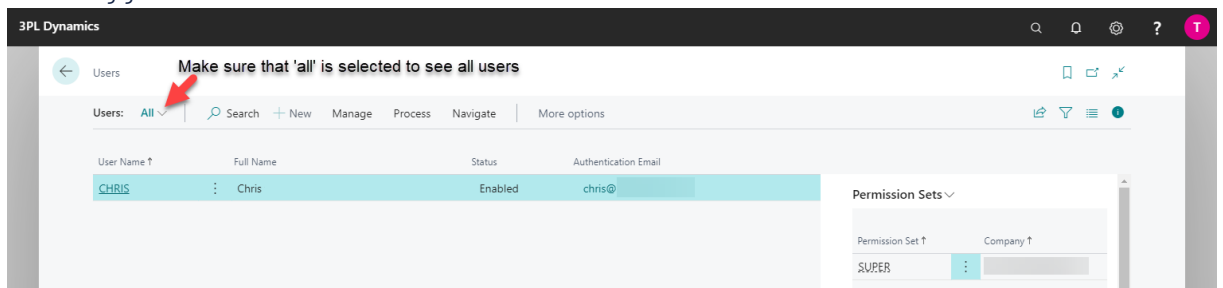 3PL Dynamics
?
T
Users
Make sure that 'all' is selected to see all users
Users: All Search + New Manage Process Navigate More options
User Name ↑ Full Name Status Authentication Email
CHRIS Chris Enabled chris@
Permission Sets
Permission Set ↑ Company ↑
SUPER